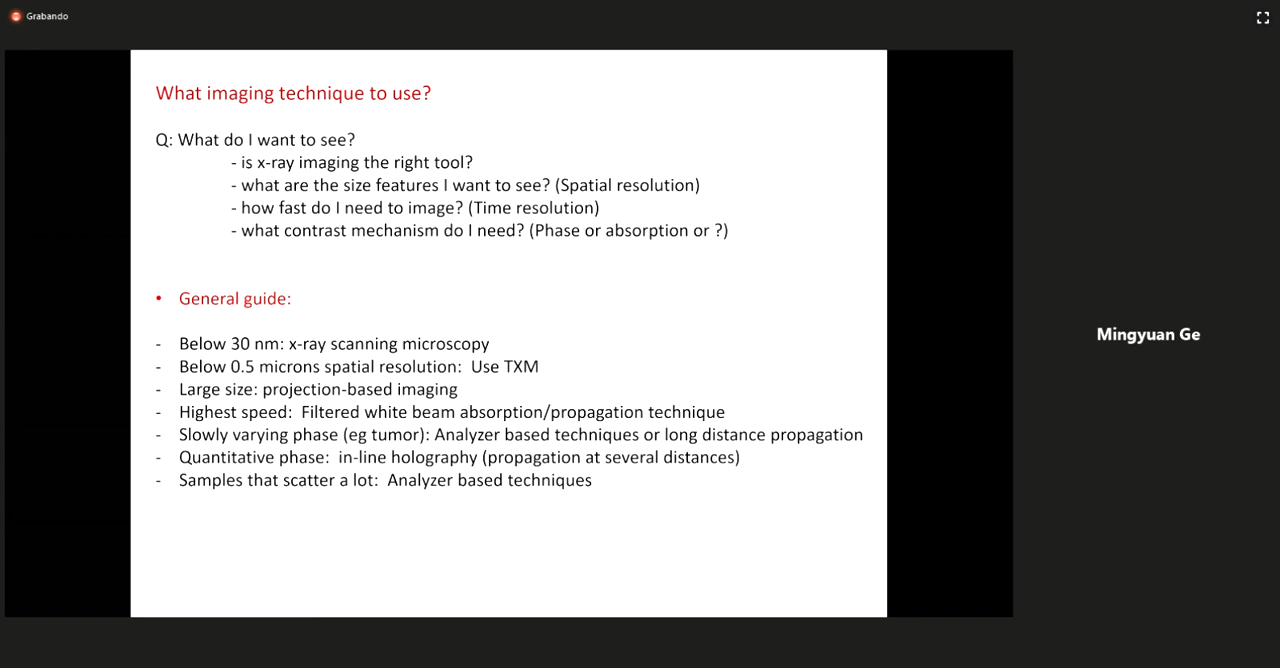 Grabando
What imaging technique to use?
Q: What do I want to see?
- is x-ray imaging the right tool?
- what are the size features I want to see? (Spatial resolution)
- how fast do I need to image? (Time resolution)
- what contrast mechanism do I need? (Phase or absorption or ?)
• General guide:
- Below 30 nm: x-ray scanning microscopy
- Below 0.5 microns spatial resolution: Use TXM
- Large size: projection-based imaging
- Highest speed: Filtered white beam absorption/propagation technique
- Slowly varying phase (eg tumor): Analyzer based techniques or long distance propagation
- Quantitative phase: in-line holography (propagation at several distances)
- Samples that scatter a lot: Analyzer based techniques
Mingyuan Ge